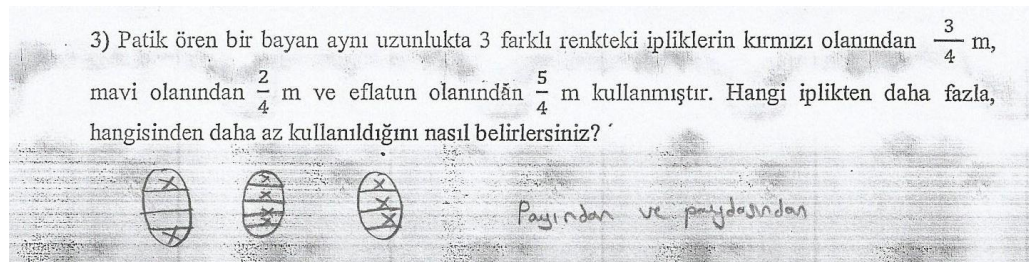 3) Patik ören bir bayan aynı uzunlukta 3 farklı renkteki ipliklerin kırmızı olanından 3/4 m,
mavi olanından 2/4 m ve eflatun olanından 5/4 m kullanmıştır. Hangi iplikten daha fazla,
hangisinden daha az kullanıldığını nasıl belirlersiniz?
Payından ve paydasından